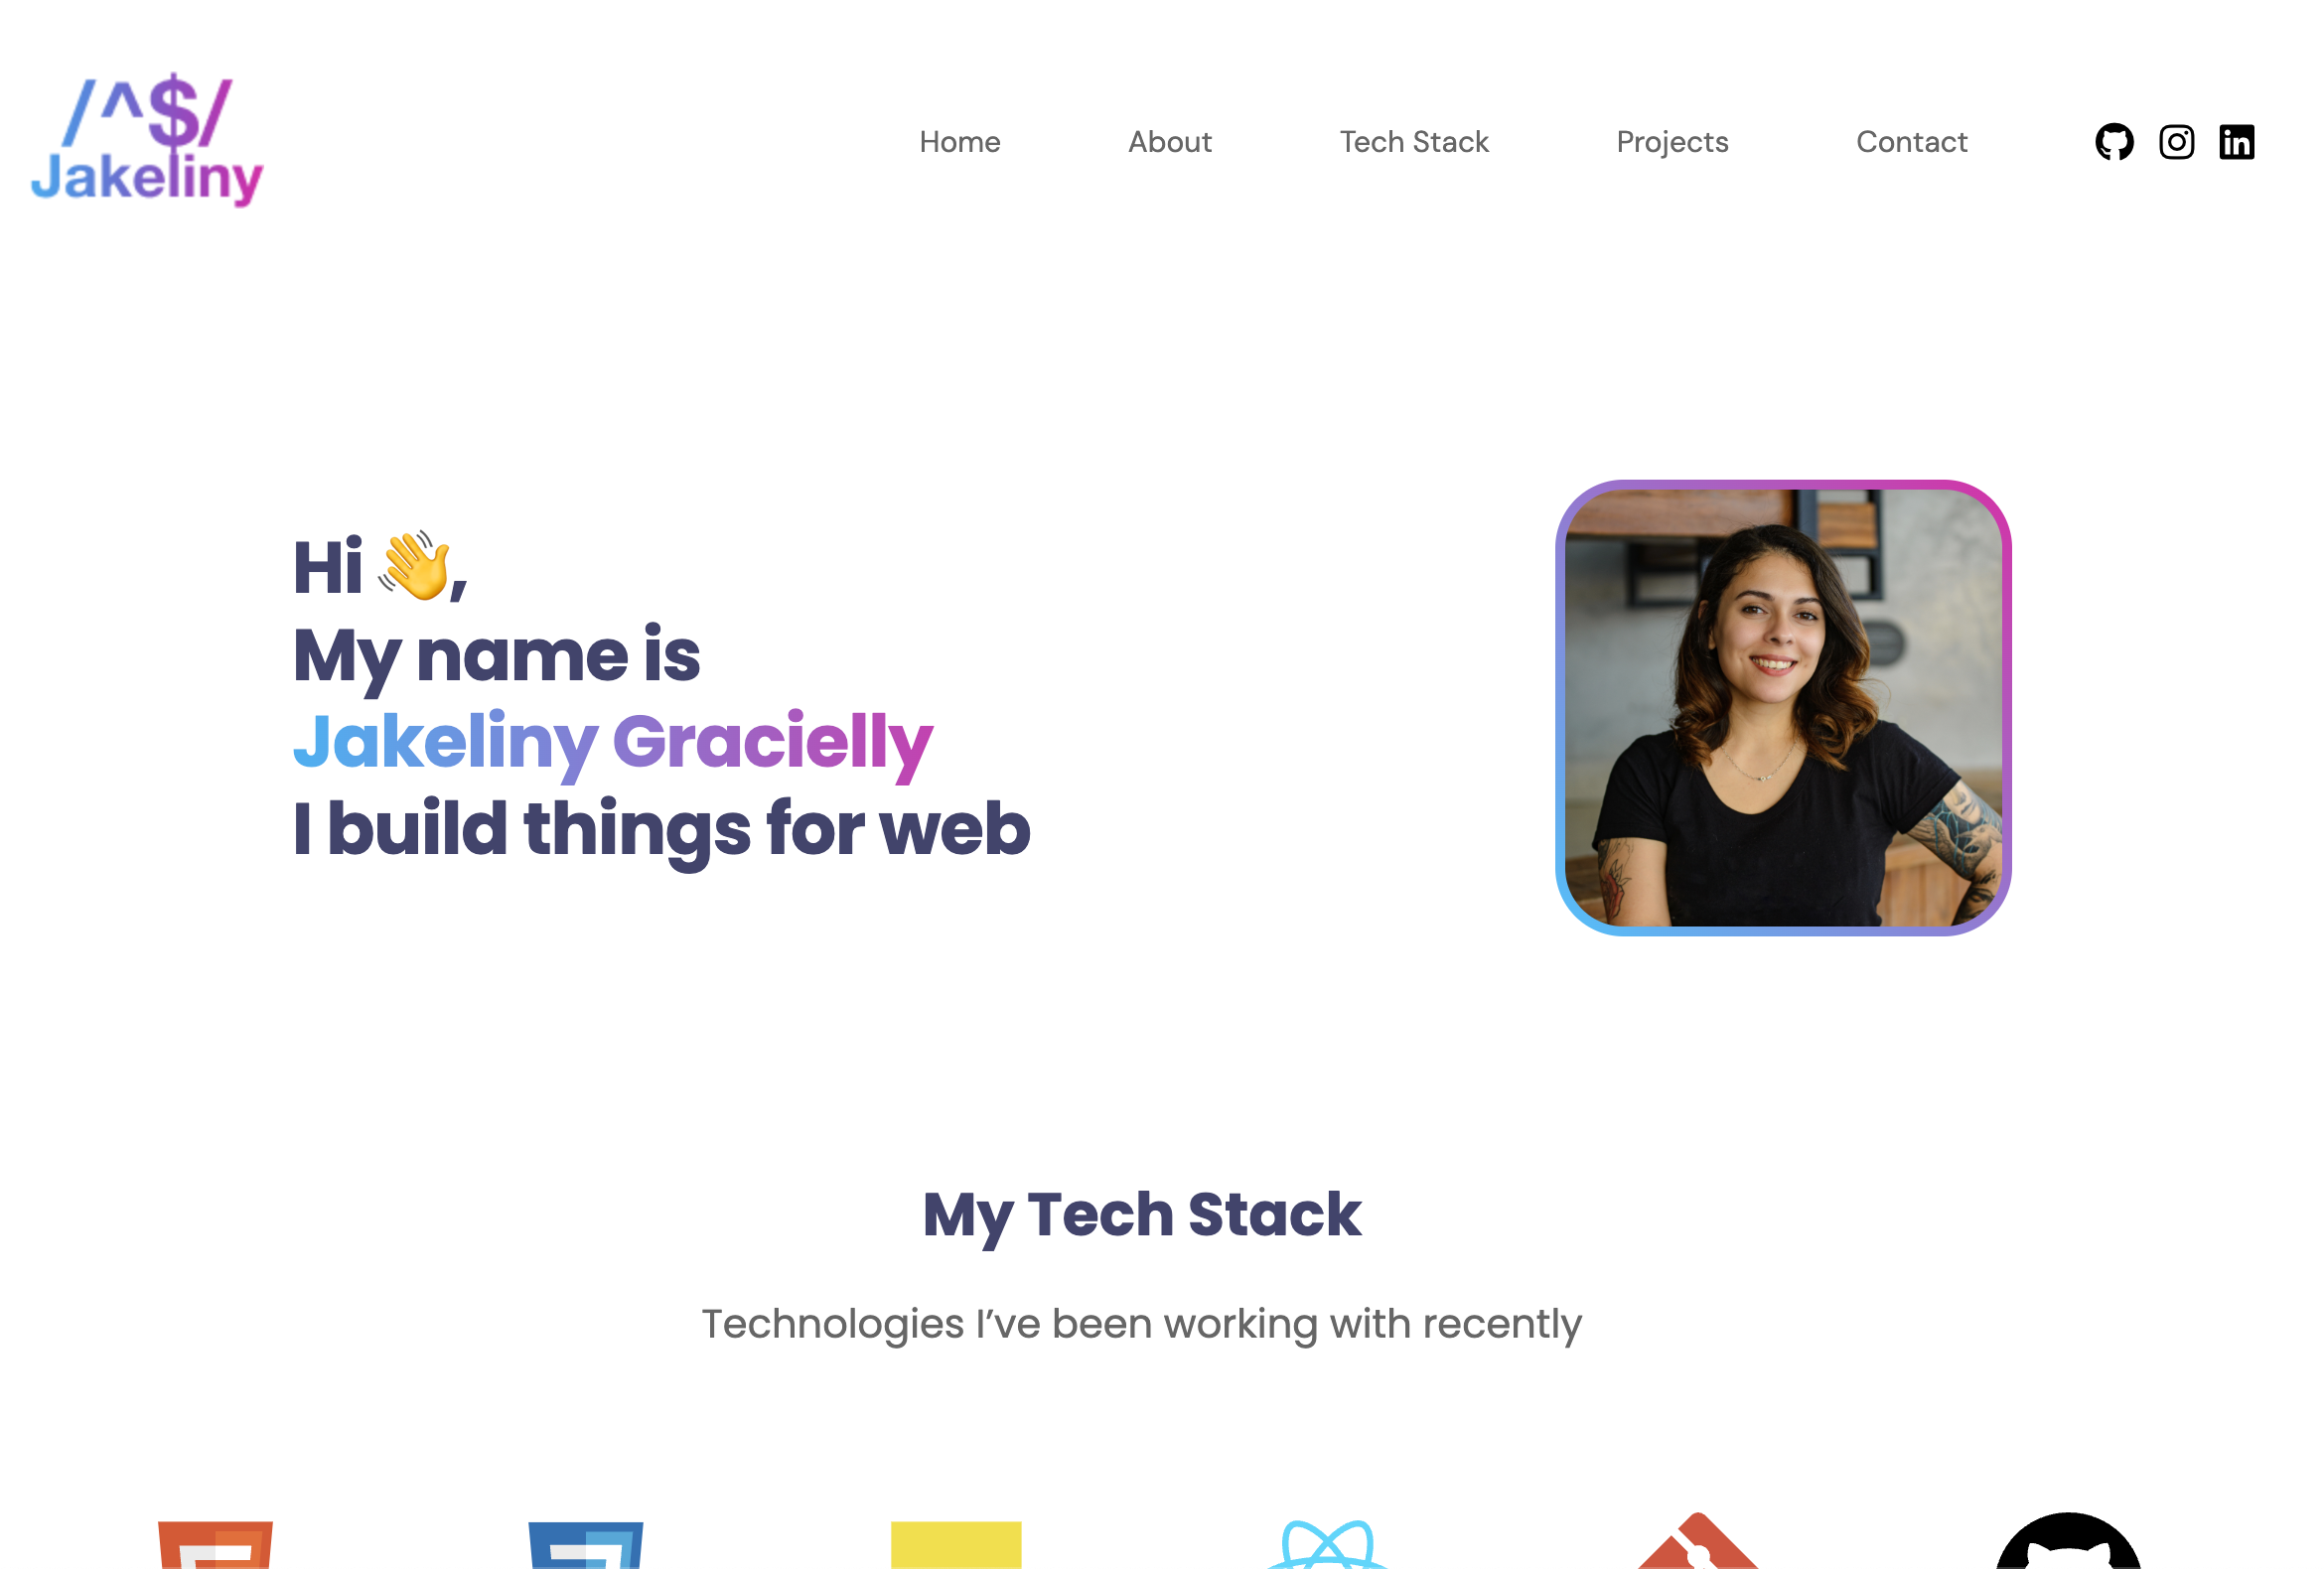 /^$/
Jakeliny
Home About Tech Stack Projects Contact
in
Hi 👋,
My name is
Jakeliny Gracielly
I build things for web
My Tech Stack
Technologies I’ve been working with recently